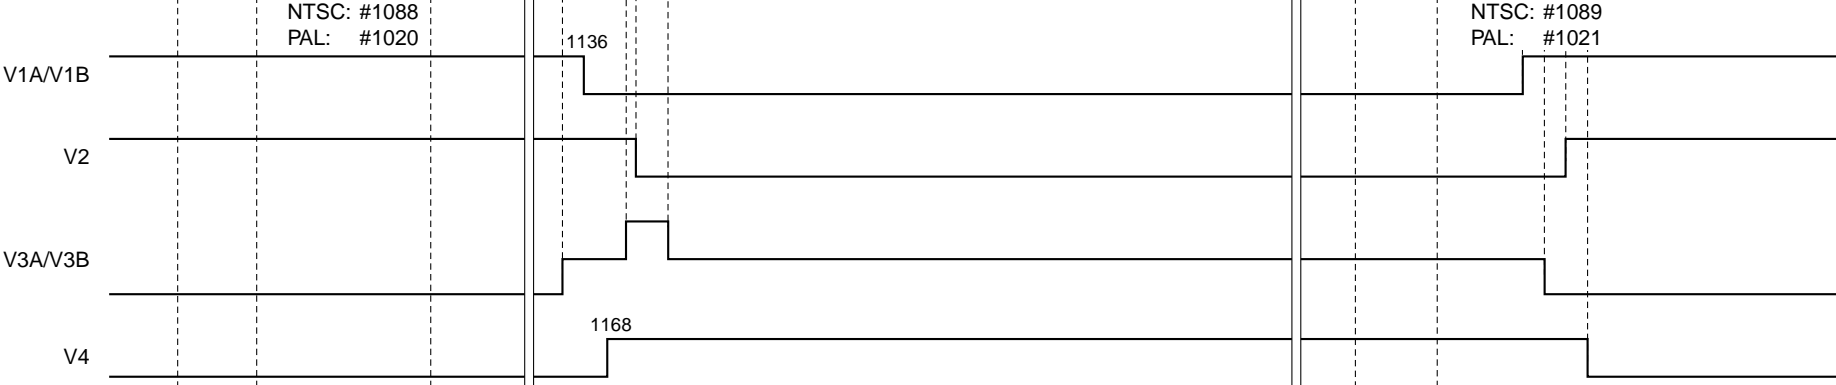 NTSC: #1088
PAL: #1020
NTSC: #1089
PAL: #1021
1136
V1A/V1B
V2
V3A/V3B
1168
V4